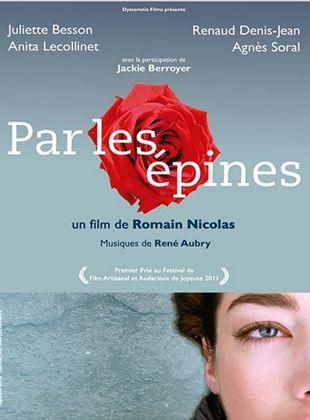 Dyssomnia Films présente
Juliette Besson
Anita Lecollinet
Renaud Denis-Jean
Agnès Soral
avec la participation de
Jackie Berroyer
Par les
épines
un film de Romain Nicolas
Musiques de René Aubry
Premier Prix au Festival du
Film Artisanal et Audacieux de Joyeuse 2011